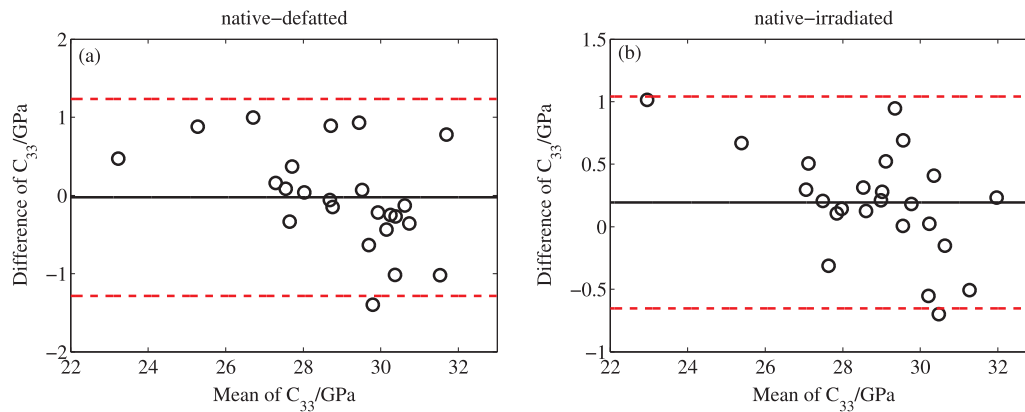 native−defatted
(a)
2
1
0
−1
−2
22 24 26 28 30 32
Difference of C33/GPa
Mean of C33/GPa
native−irradiated
(b)
1.5
1
0.5
0
−0.5
−1
22 24 26 28 30 32
Difference of C33/GPa
Mean of C33/GPa